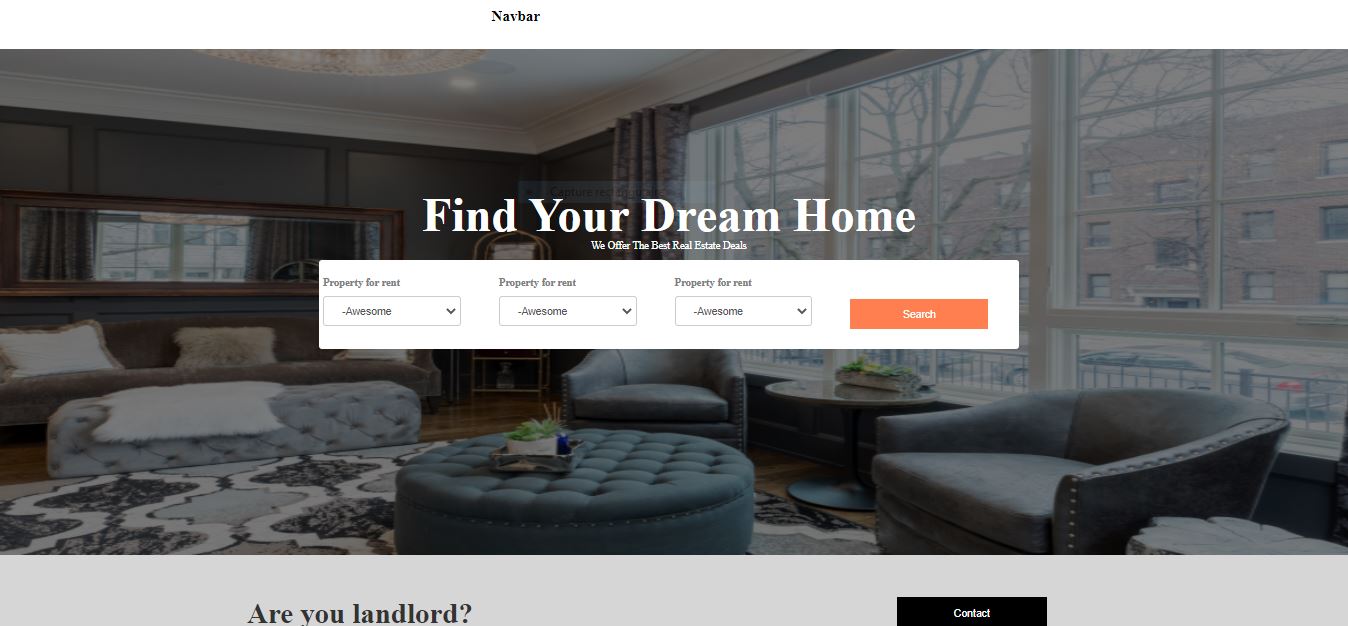 Navbar
Capture rectangulaire
Find Your Dream Home
We Offer The Best Real Estate Deals
Property for rent Property for rent Property for rent
-Awesome -Awesome -Awesome Search
Are you landlord? Contact